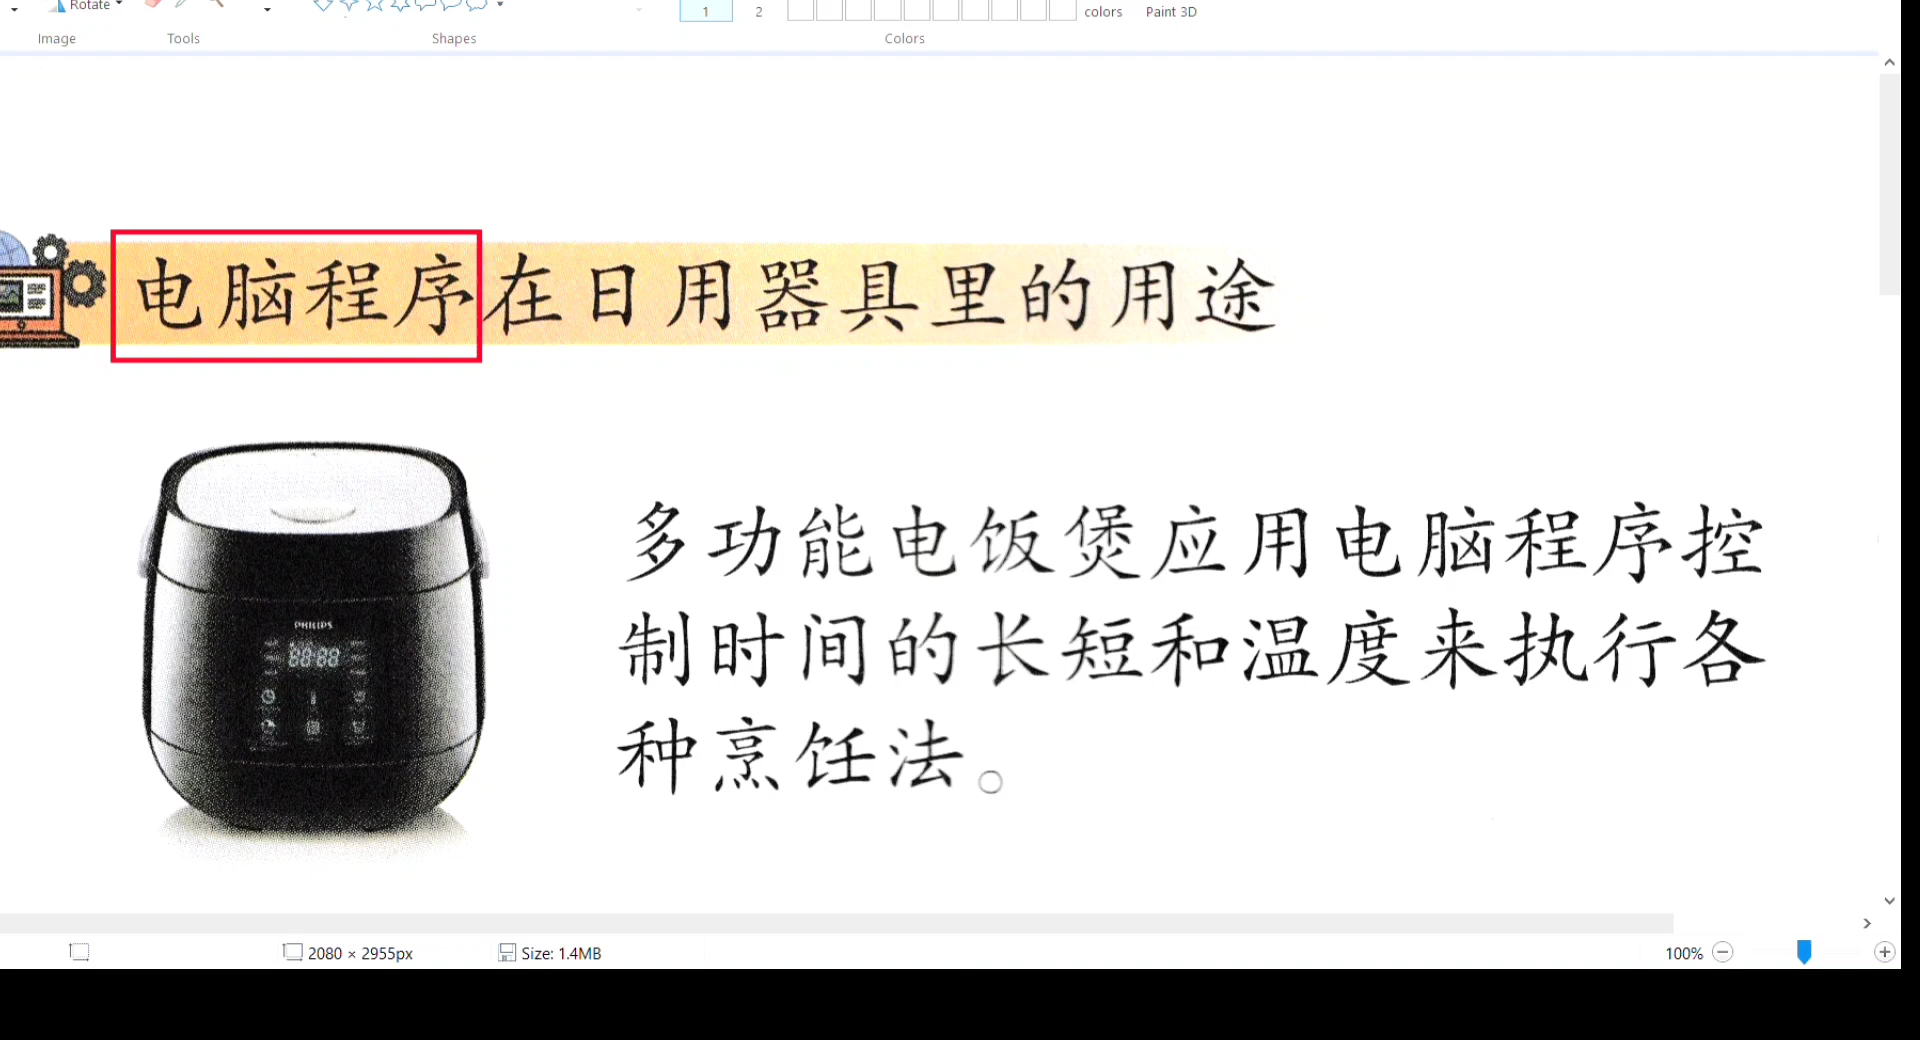 Rotate
1
2
colors
Paint 3D
Image
Tools
Shapes
Colors
电脑程序在日用器具里的用途
PHILIPS
88:88
多功能电饭煲应用电脑程序控
制时间的长短和温度来执行各
种烹饪法。
2080 × 2955px
Size: 1.4MB
100%